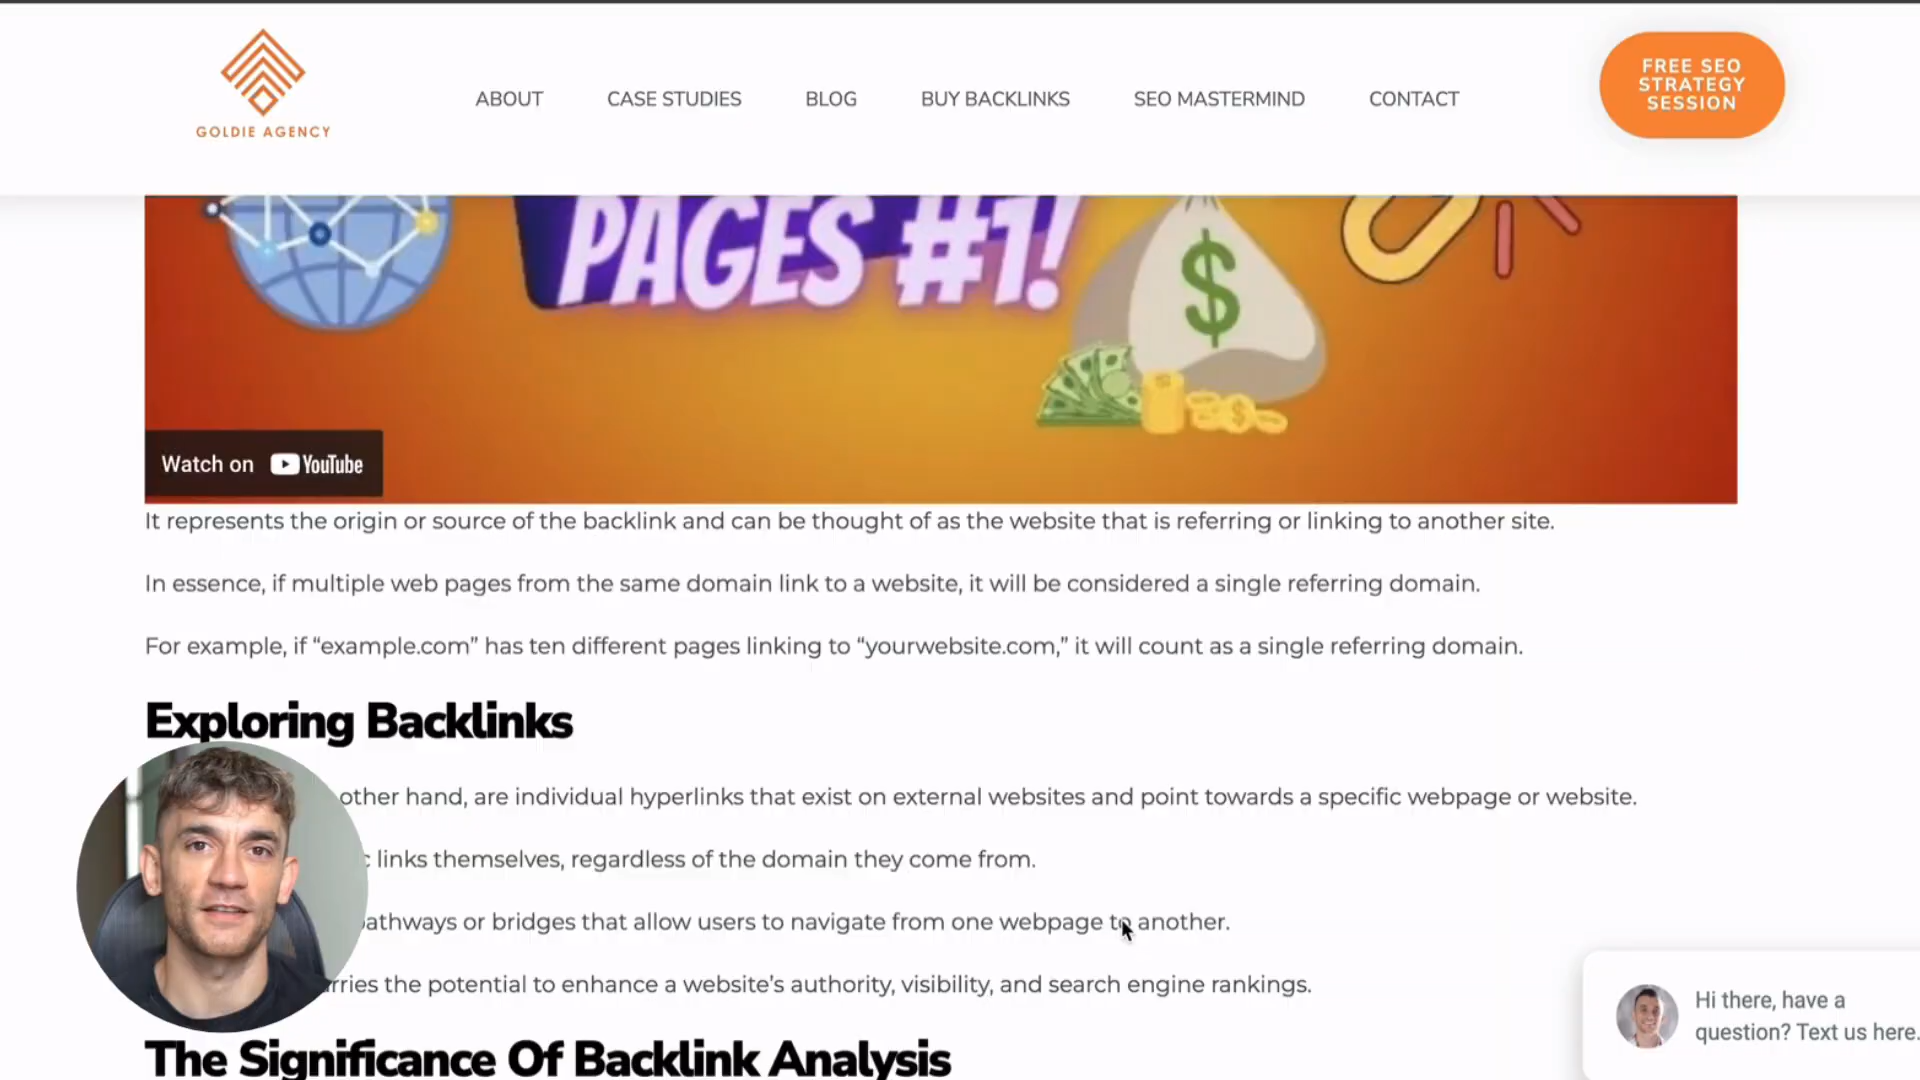 GOLDIE AGENCY
ABOUT
CASE STUDIES
BLOG
BUY BACKLINKS
SEO MASTERMIND
CONTACT
FREE SEO
STRATEGY
SESSION
PAGES #1!
Watch on YouTube
It represents the origin or source of the backlink and can be thought of as the website that is referring or linking to another site.
In essence, if multiple web pages from the same domain link to a website, it will be considered a single referring domain.
For example, if “example.com” has ten different pages linking to “yourwebsite.com,” it will count as a single referring domain.
Exploring Backlinks
other hand, are individual hyperlinks that exist on external websites and point towards a specific webpage or website.
links themselves, regardless of the domain they come from.
or bridges that allow users to navigate from one webpage to another.
the potential to enhance a website’s authority, visibility, and search engine rankings.
The Significance Of Backlink Analysis
Hi there, have a
question? Text us here.